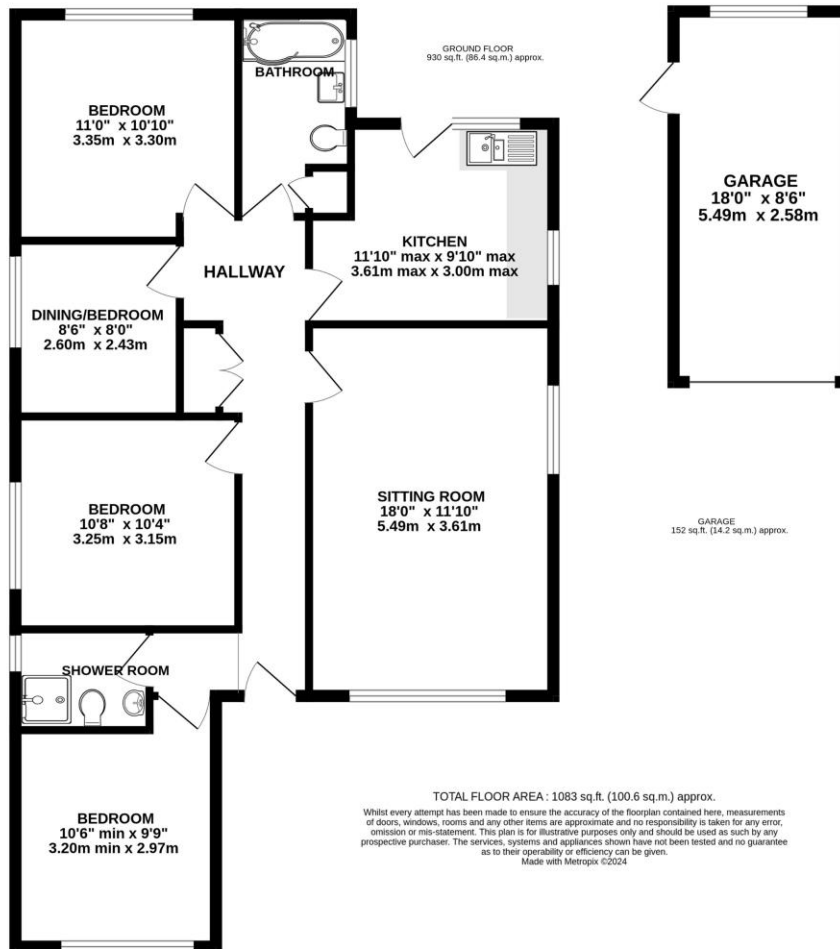 GROUND FLOOR
930 sq.ft. (86.4 sq.m.) approx.
BATHROOM
BEDROOM
11'0" x 10'10"
3.35m x 3.30m
GARAGE
18'0" x 8'6"
5.49m x 2.58m
KITCHEN
11'10" max x 9'10" max
3.61m max x 3.00m max
HALLWAY
DINING/BEDROOM
8'6" x 8'0"
2.60m x 2.43m
BEDROOM
10'8" x 10'4"
3.25m x 3.15m
SITTING ROOM
18'0" x 11'10"
5.49m x 3.61m
GARAGE
152 sq.ft. (14.2 sq.m.) approx.
SHOWER ROOM
BEDROOM
10'6" min x 9'9"
3.20m min x 2.97m
TOTAL FLOOR AREA : 1083 sq.ft. (100.6 sq.m.) approx.
Whilst every attempt has been made to ensure the accuracy of the floorplan contained here, measurements
of doors, windows, rooms and any other items are approximate and no responsibility is taken for any error,
omission or mis-statement. This plan is for illustrative purposes only and should be used as such by any
prospective purchaser. The services, systems and appliances shown have not been tested and no guarantee
as to their operability or efficiency can be given.
Made with Metropix ©2024